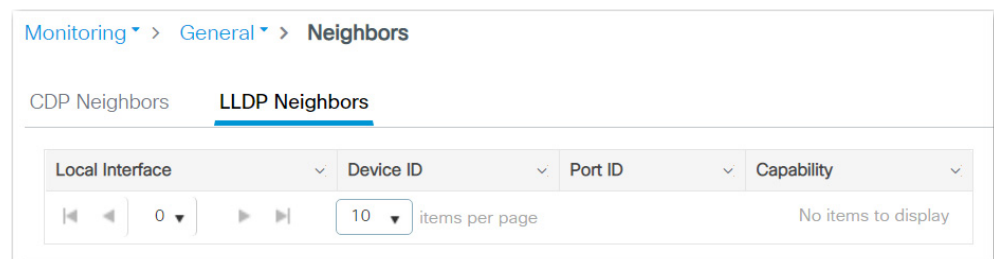 Monitoring > General > Neighbors
CDP Neighbors LLDP Neighbors
Local Interface Device ID Port ID Capability
0 10 items per page No items to display